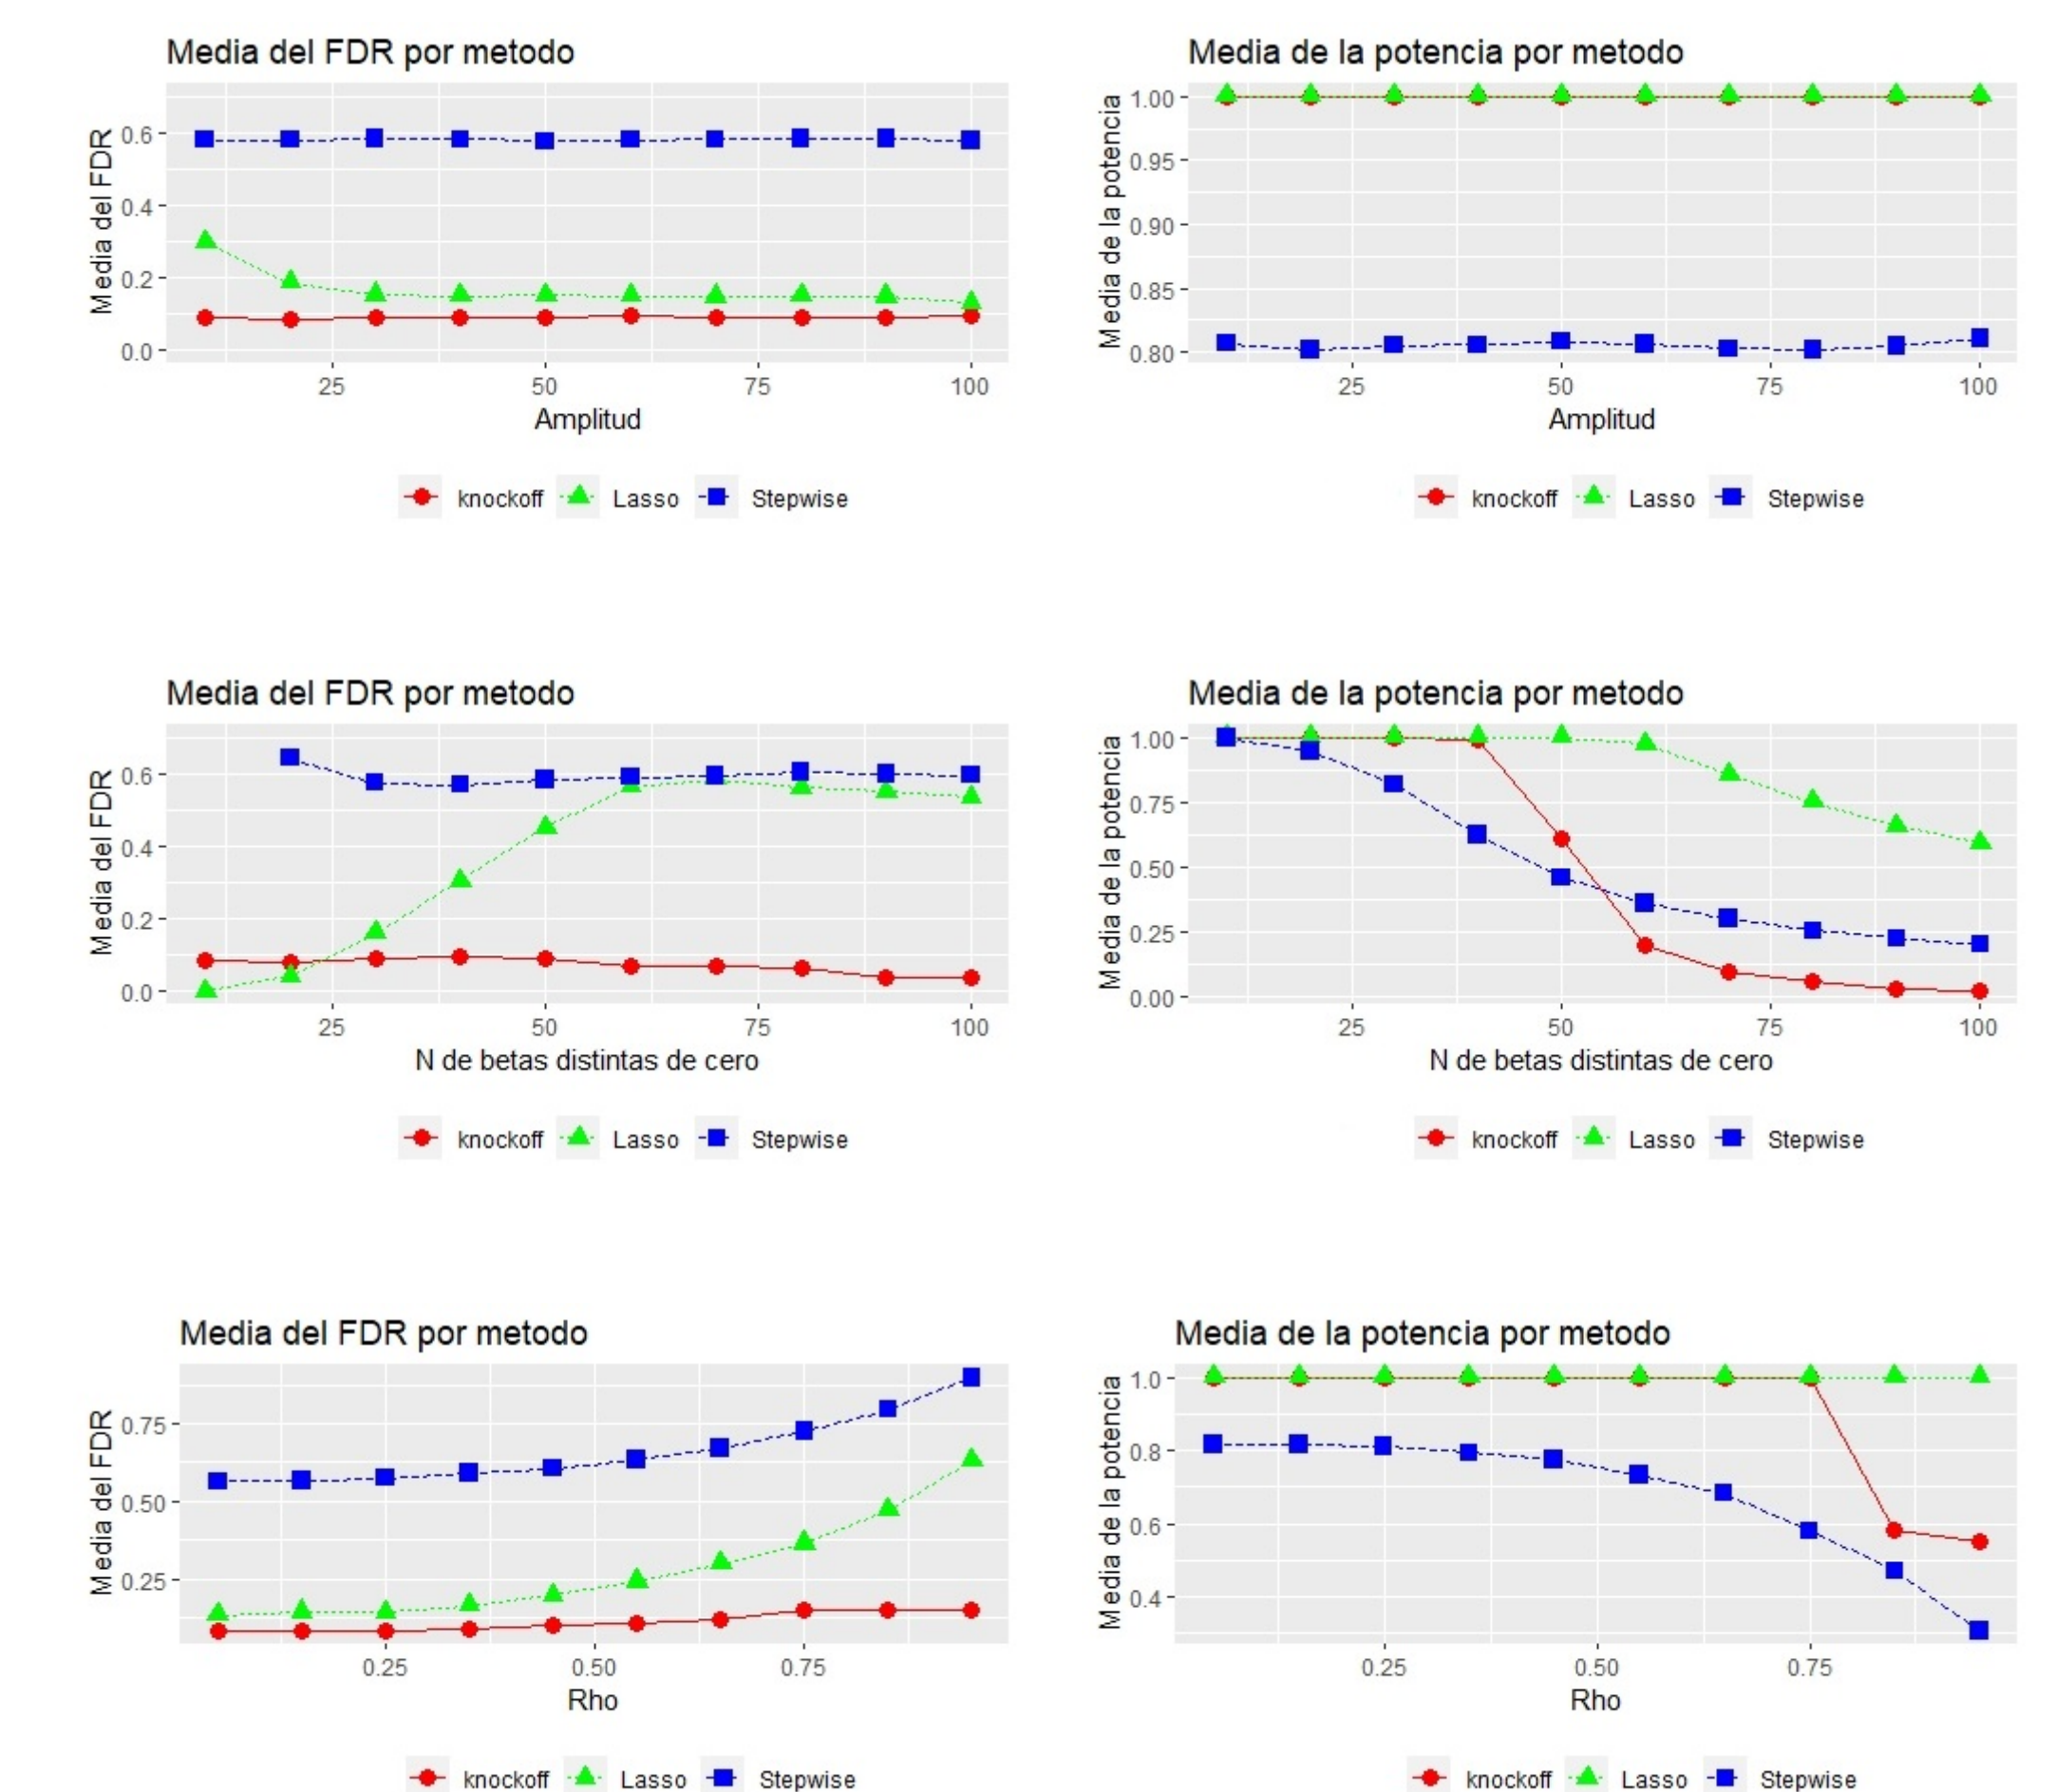 Media del FDR por metodo
Media del FDR
0.6
0.4
0.2
0.0
25 50 75 100
Amplitud
knockoff Lasso Stepwise
Media de la potencia por metodo
Media de la potencia
1.00
0.95
0.90
0.85
0.80
25 50 75 100
Amplitud
knockoff Lasso Stepwise
Media del FDR por metodo
Media del FDR
0.6
0.4
0.2
0.0
25 50 75 100
N de betas distintas de cero
knockoff Lasso Stepwise
Media de la potencia por metodo
Media de la potencia
1.00
0.75
0.50
0.25
0.00
25 50 75 100
N de betas distintas de cero
knockoff Lasso Stepwise
Media del FDR por metodo
Media del FDR
0.75
0.50
0.25
0.25 0.50 0.75
Rho
knockoff Lasso Stepwise
Media de la potencia por metodo
Media de la potencia
1.0
0.8
0.6
0.4
0.25 0.50 0.75
Rho
knockoff Lasso Stepwise